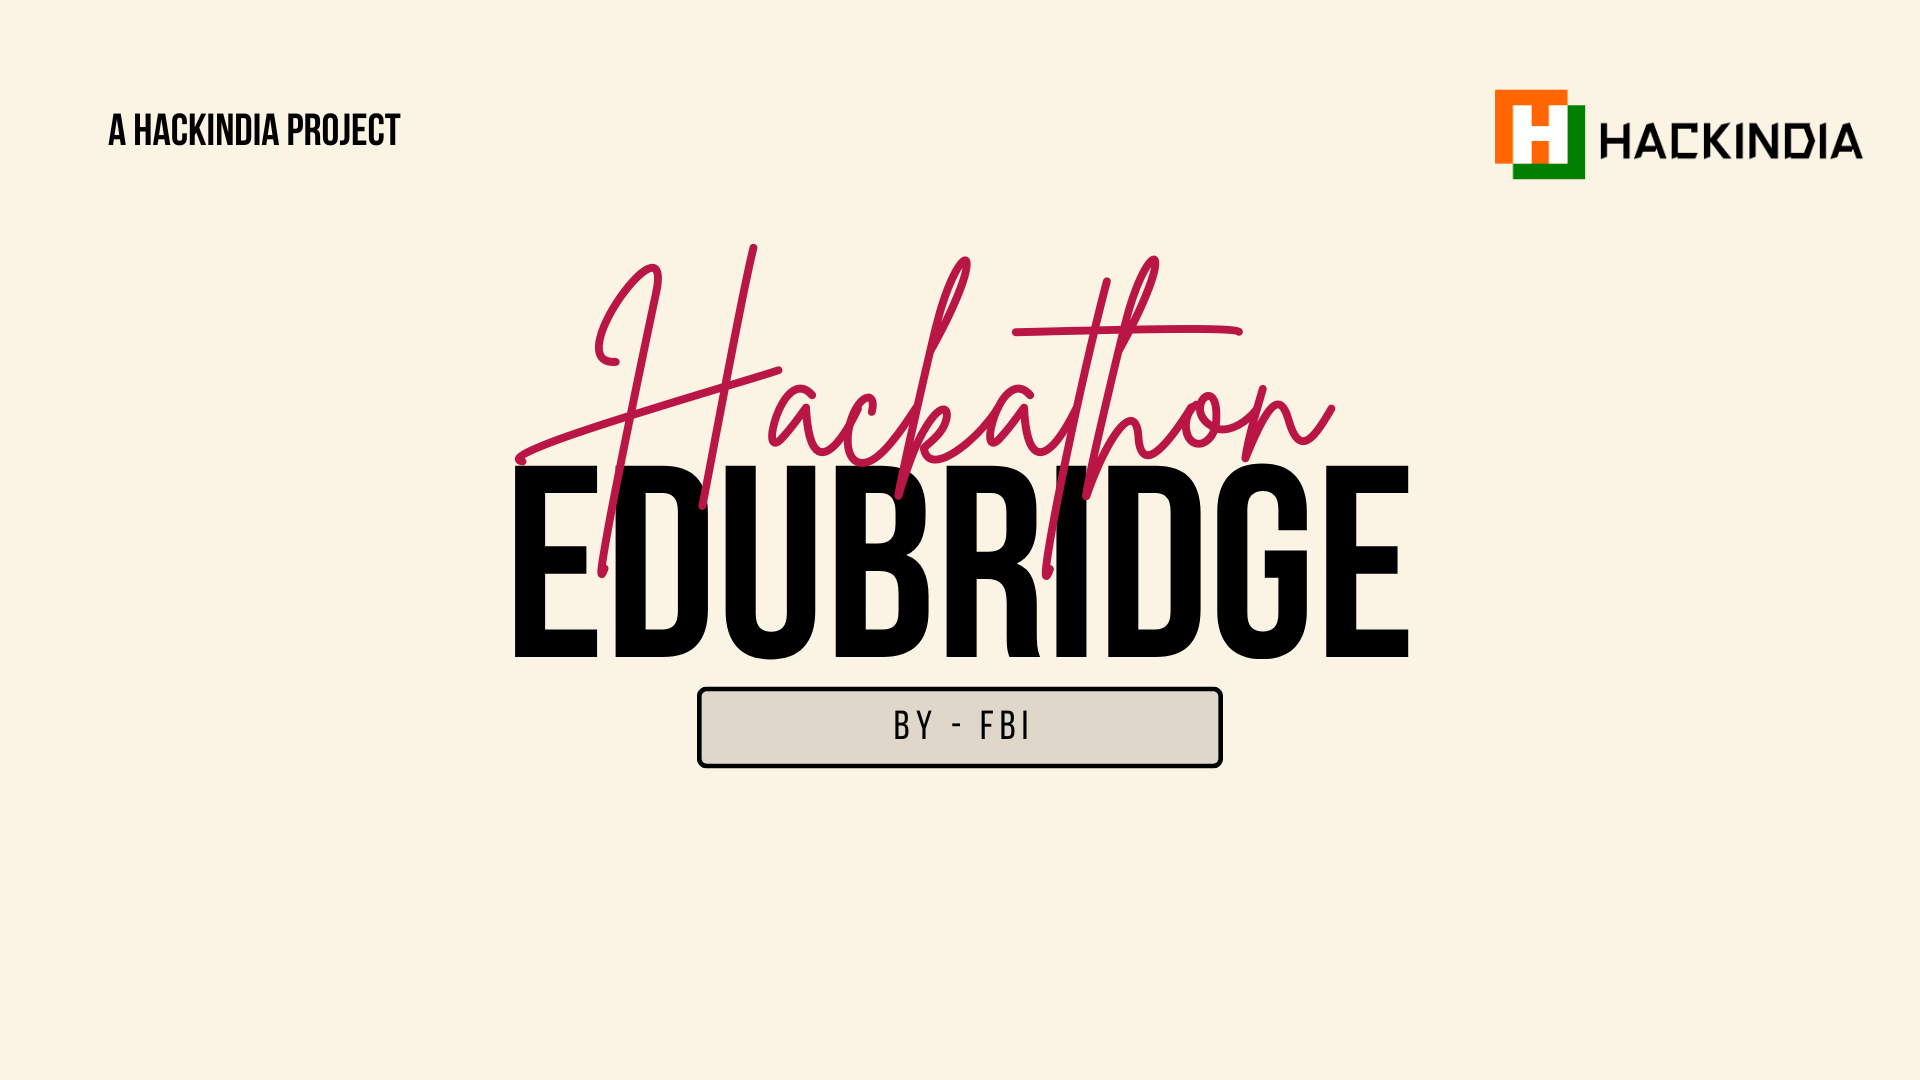 A HACKINDIA PROJECT
HACKINDIA
Hackathon
EDUBRIDGE
BY - FBI